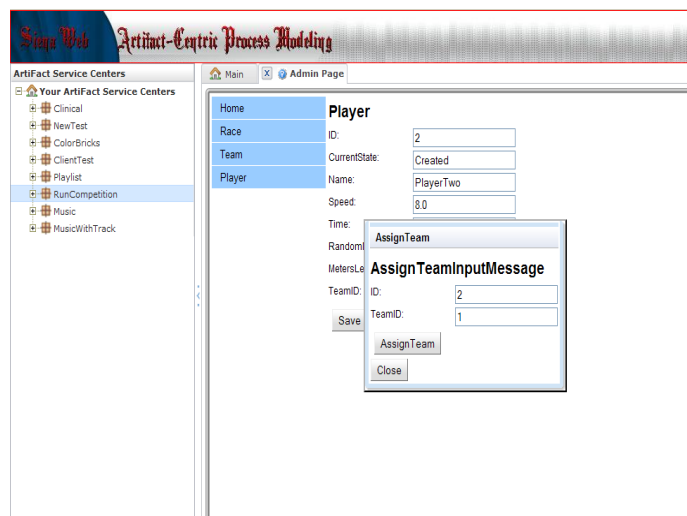 Siena Web Artifact-Centric Process Modeling
ArtiFact Service Centers
Main X Admin Page
Your ArtiFact Service Centers
Clinical
NewTest
ColorBricks
ClientTest
Playlist
RunCompetition
Music
MusicWithTrack
Home
Race
Team
Player
Player
ID: 2
CurrentState: Created
Name: PlayerTwo
Speed: 8.0
Time:
TeamID:
Save
AssignTeam
AssignTeamInputMessage
ID: 2
TeamID: 1
AssignTeam
Close